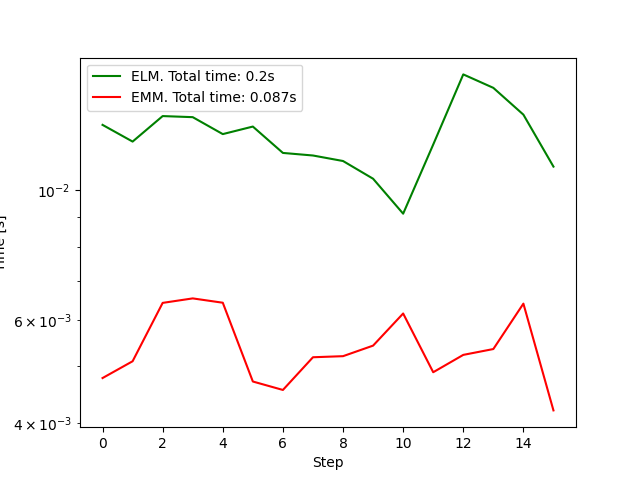 ELM. Total time: 0.2s
EMM. Total time: 0.087s
10⁻²
6 × 10⁻³
4 × 10⁻³
[s]
0 2 4 6 8 10 12 14
Step